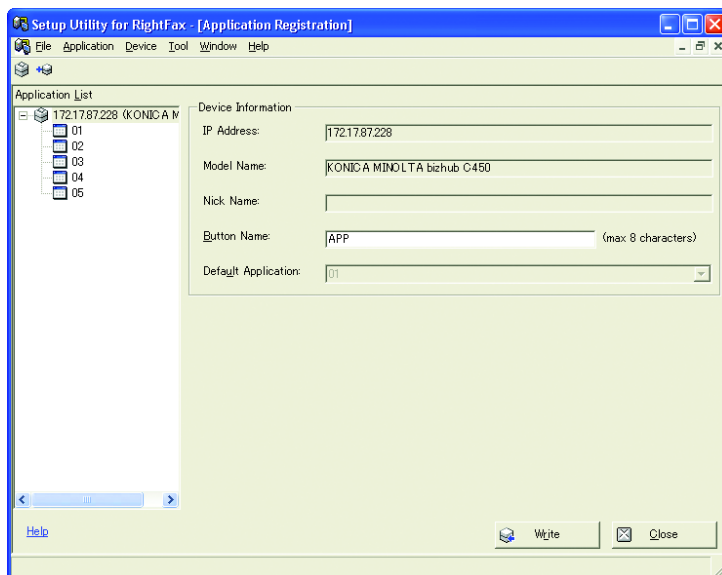 Setup Utility for RightFax - [Application Registration]
File Application Device Tool Window Help
Application List
172.17.87.228 (KONICA M
01
02
03
04
05
Device Information
IP Address: 172.17.87.228
Model Name: KONICA MINOLTA bizhub C450
Nick Name:
Button Name: APP (max 8 characters)
Default Application: 01
Help
Write Close